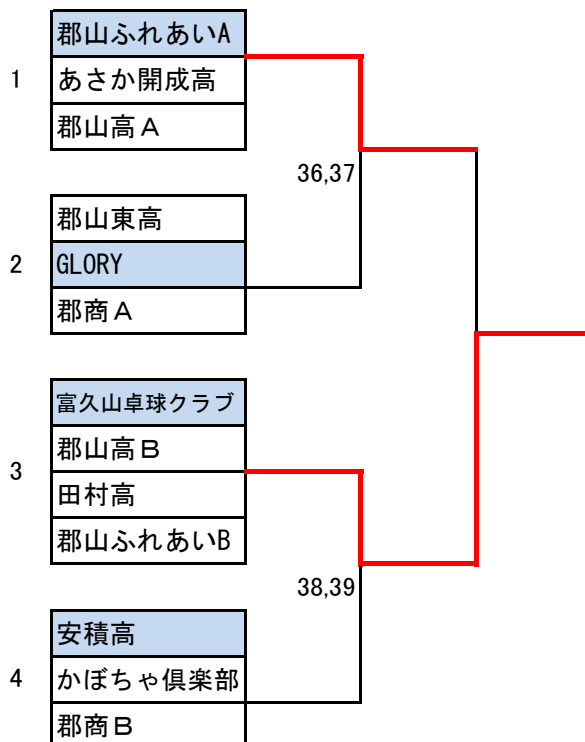 郡山ふれあいA
1
あさか開成高
郡山高Ａ
36,37
郡山東高
2
GLORY
郡商Ａ
富久山卓球クラブ
郡山高Ｂ
3
田村高
郡山ふれあいB
38,39
安積高
4
かぼちゃ倶楽部
郡商Ｂ